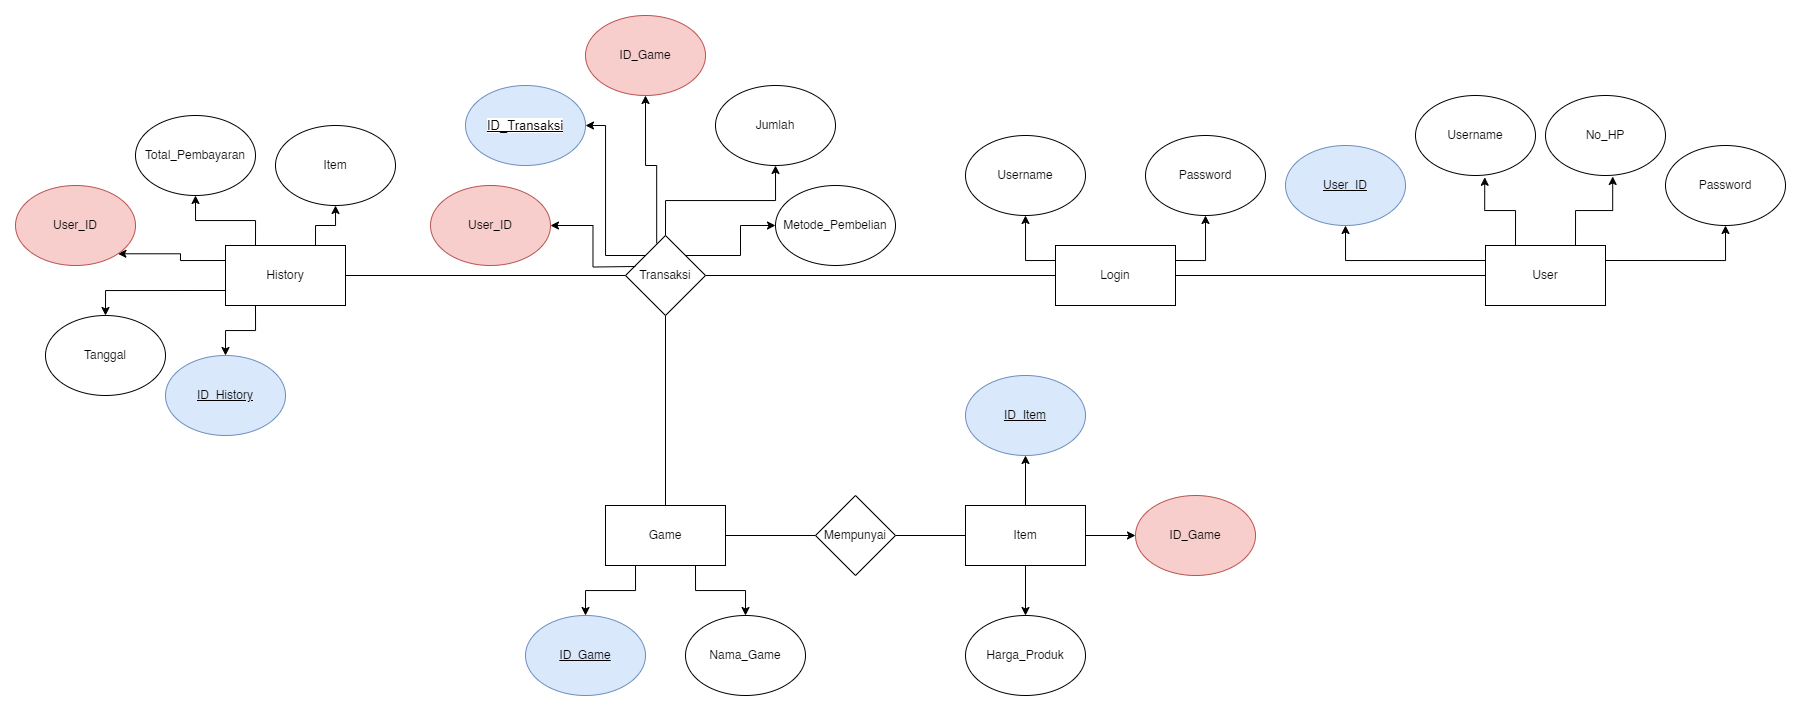 ID_Game
ID_Transaksi
Jumlah
Total_Pembayaran
Item
User_ID
User_ID
Metode_Pembelian
Username
Password
User_ID
Username
No_HP
Password
History
Transaksi
Login
User
Tanggal
ID_History
ID_Item
Game
Mempunyai
Item
ID_Game
ID_Game
Nama_Game
Harga_Produk